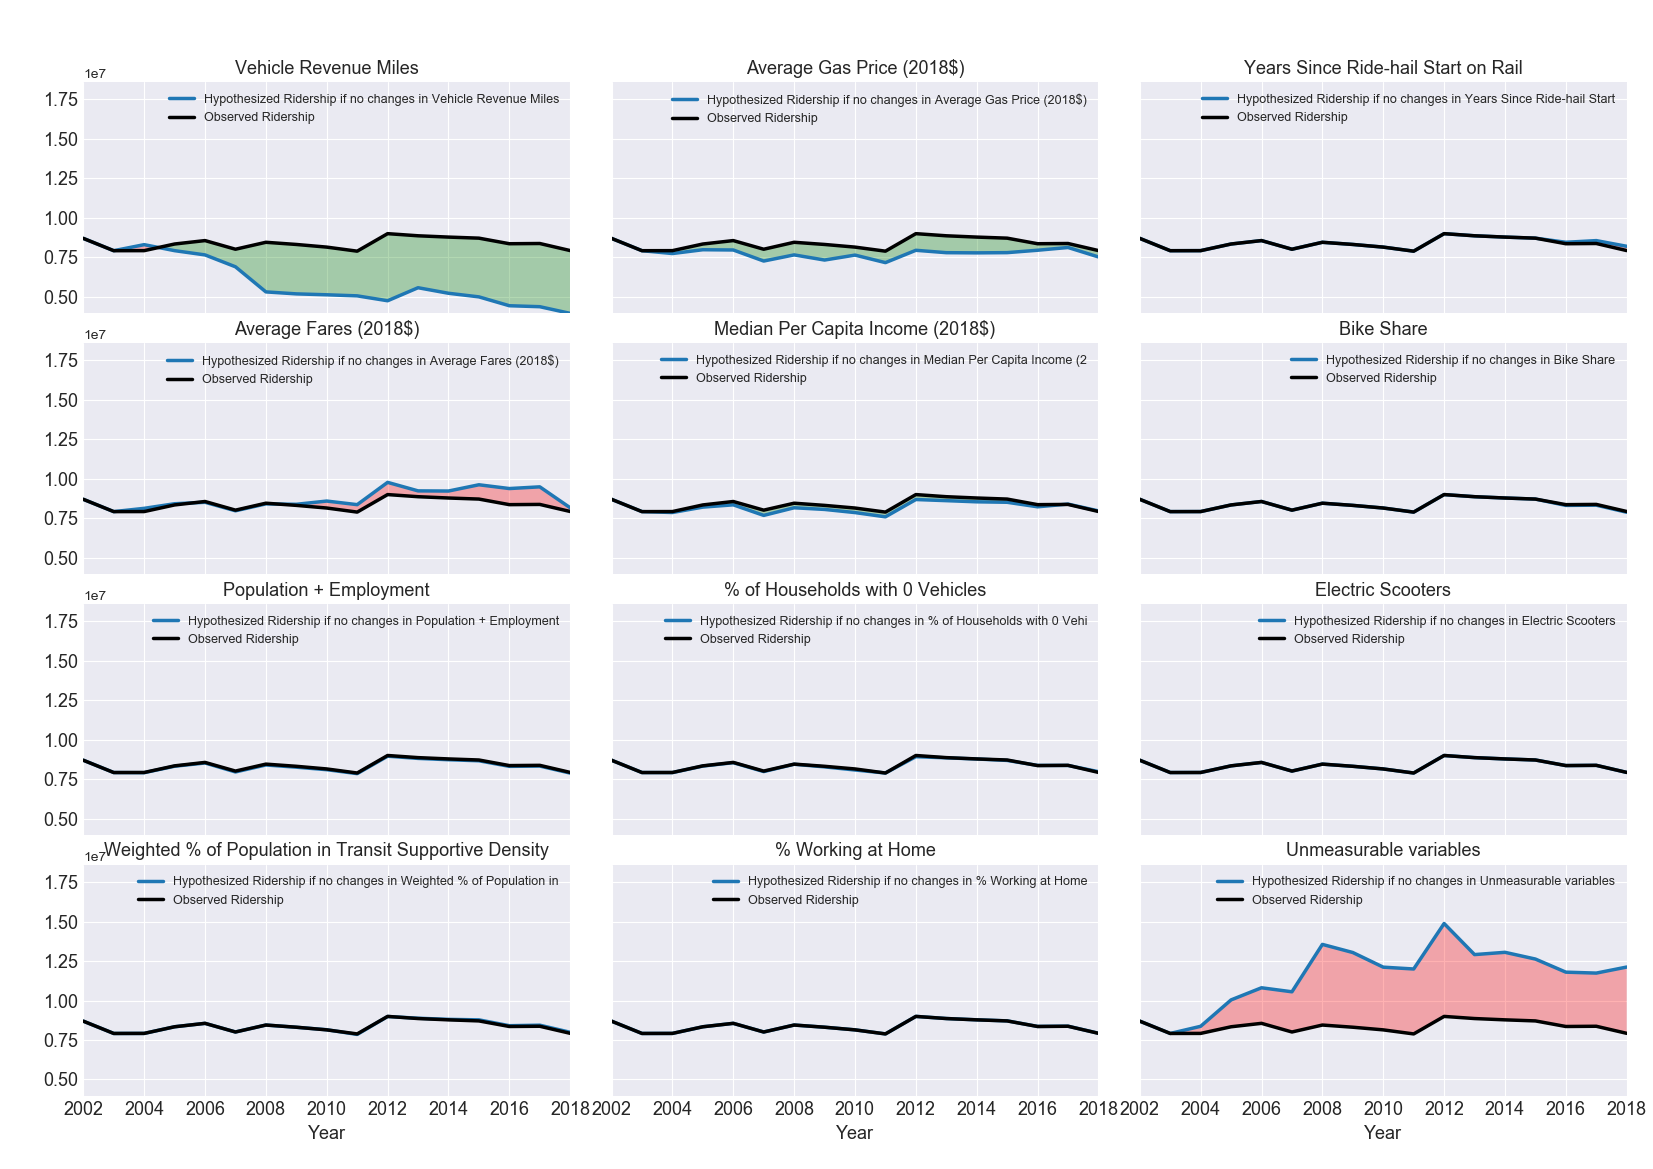 Vehicle Revenue Miles
1e7
Hypothesized Ridership if no changes in Vehicle Revenue Miles
Observed Ridership
1.75
1.50
1.25
1.00
0.75
0.50
Average Gas Price (2018$)
Hypothesized Ridership if no changes in Average Gas Price (2018$)
Observed Ridership
Years Since Ride-hail Start on Rail
Hypothesized Ridership if no changes in Years Since Ride-hail Start
Observed Ridership
Average Fares (2018$)
1e7
Hypothesized Ridership if no changes in Average Fares (2018$)
Observed Ridership
1.75
1.50
1.25
1.00
0.75
0.50
Median Per Capita Income (2018$)
Hypothesized Ridership if no changes in Median Per Capita Income (2
Observed Ridership
Bike Share
Hypothesized Ridership if no changes in Bike Share
Observed Ridership
Population + Employment
1e7
Hypothesized Ridership if no changes in Population + Employment
Observed Ridership
1.75
1.50
1.25
1.00
0.75
0.50
% of Households with 0 Vehicles
Hypothesized Ridership if no changes in % of Households with 0 Vehi
Observed Ridership
Electric Scooters
Hypothesized Ridership if no changes in Electric Scooters
Observed Ridership
Weighted % of Population in Transit Supportive Density
1e7
Hypothesized Ridership if no changes in Weighted % of Population in
Observed Ridership
1.75
1.50
1.25
1.00
0.75
0.50
2002 2004 2006 2008 2010 2012 2014 2016 2018
Year
% Working at Home
Hypothesized Ridership if no changes in % Working at Home
Observed Ridership
2002 2004 2006 2008 2010 2012 2014 2016 2018
Year
Unmeasurable variables
Hypothesized Ridership if no changes in Unmeasurable variables
Observed Ridership
2002 2004 2006 2008 2010 2012 2014 2016 2018
Year